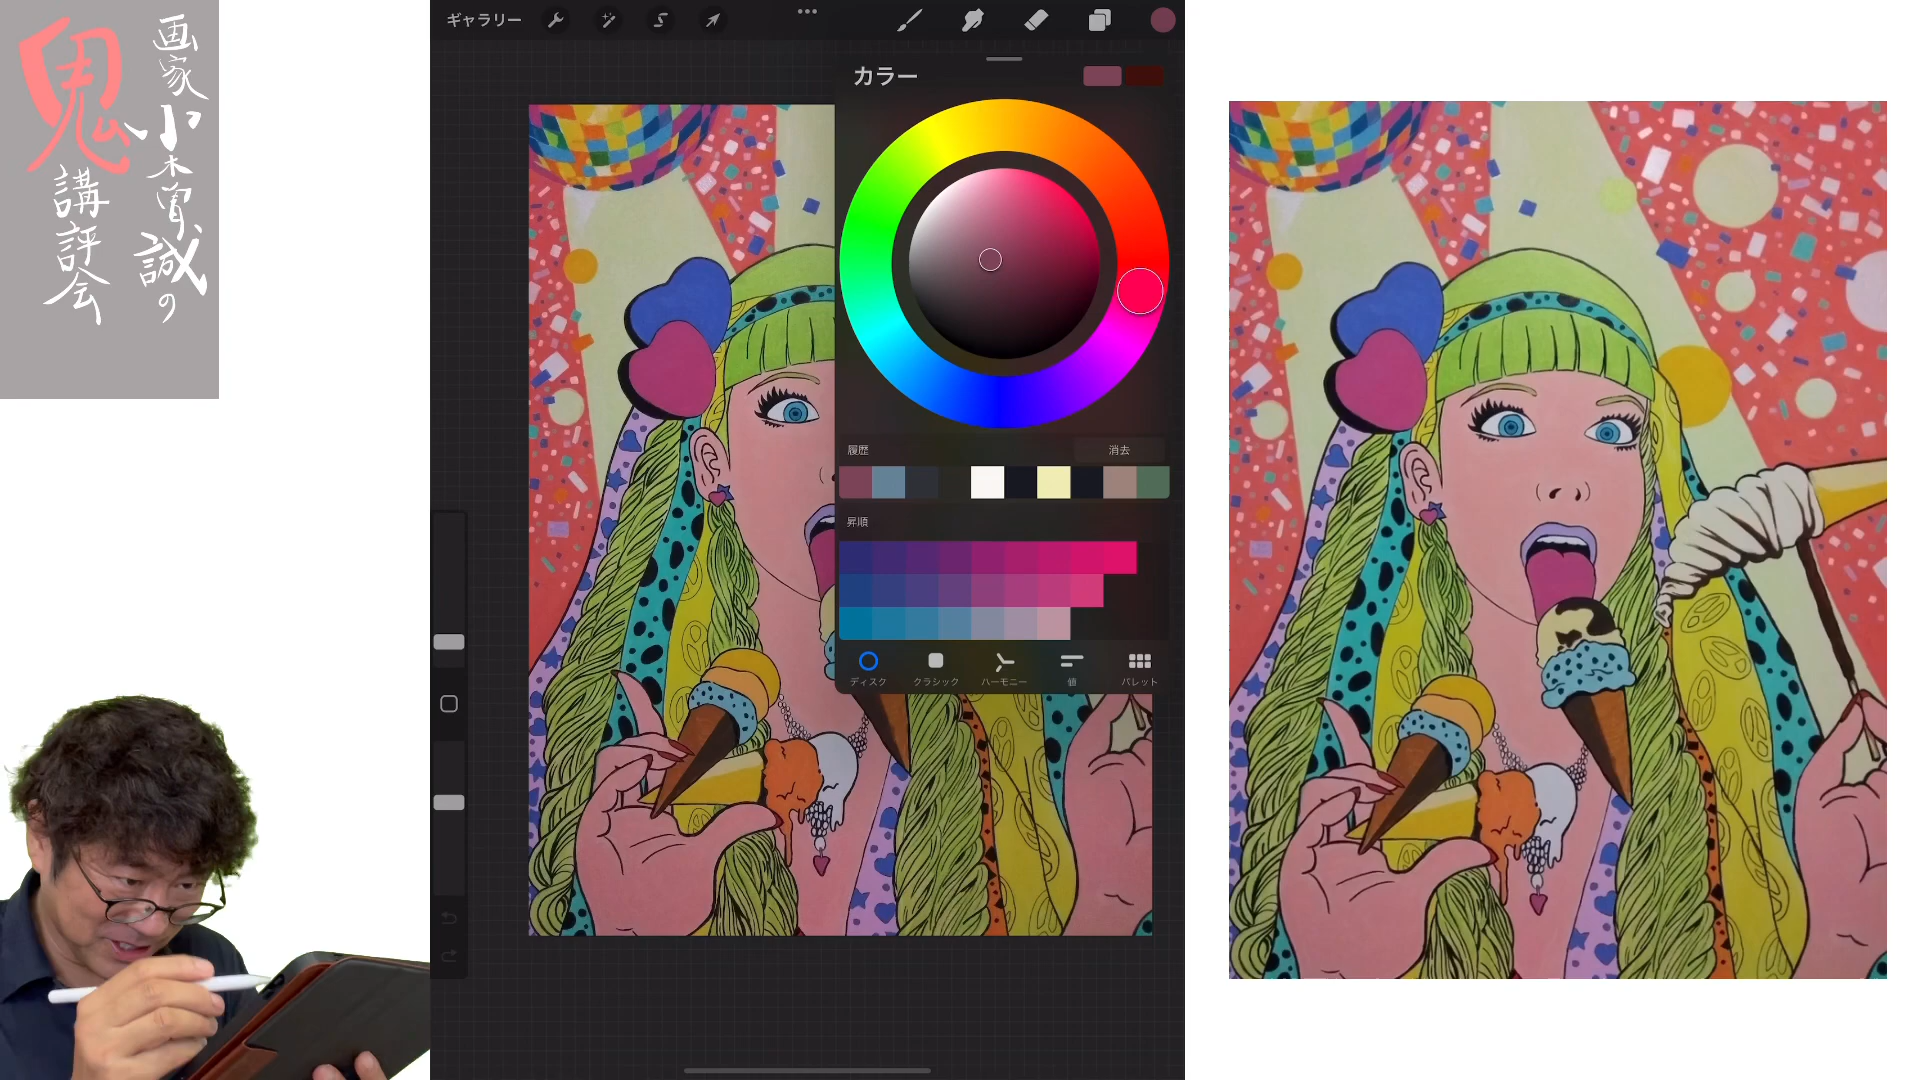 画家小木曽誠の
鬼講評会
ギャラリー
カラー
履歴
消去
昇順
ディスク
クラシック
ハーモニー
値
パレット